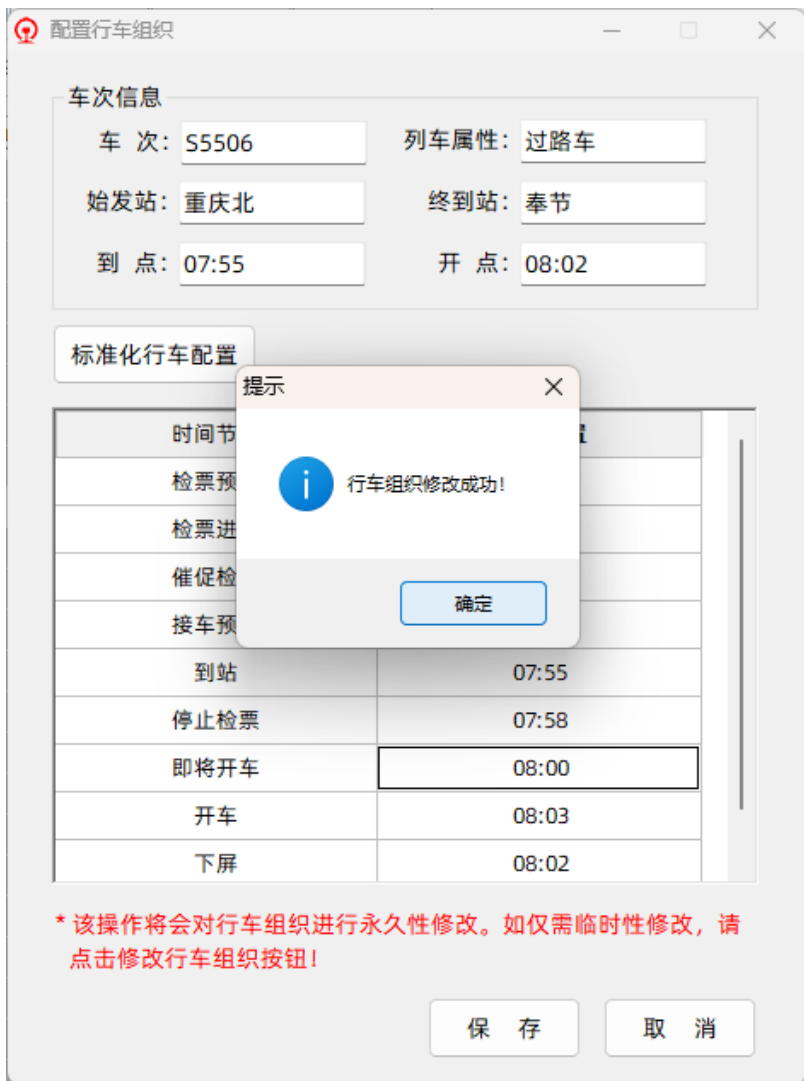 配置行车组织
车次信息
车 次： S5506 列车属性： 过路车
始发站： 重庆北 终到站： 奉节
到 点： 07:55 开 点： 08:02
标准化行车配置
提示
时间节
检票预
行车组织修改成功!
检票进
催促检
确定
接车预
到站 07:55
停止检票 07:58
即将开车 08:00
开车 08:03
下屏 08:02
* 该操作将会对行车组织进行永久性修改。如仅需临时性修改，请
点击修改行车组织按钮！
保 存 取 消